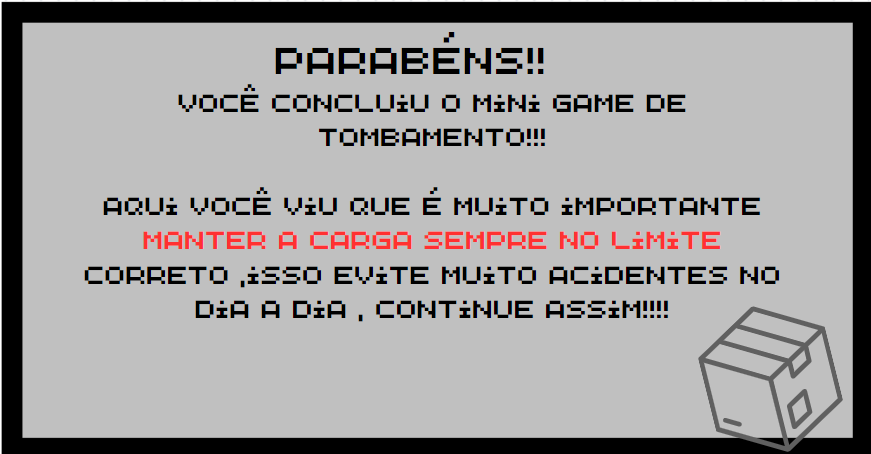 PARABÉNS!!
VOCÊ CONCLUiU O MiNi GAME DE
TOMBAMENTO!!!
AQUi VOCÊ ViU QUE É MUiTO iMPORTANTE
MANTER A CARGA SEMPRE NO LiMiTE
CORRETO ,iSSO EViTE MUiTO ACiDENTES NO
DiA A DiA , CONTiNUE ASSiM!!!!